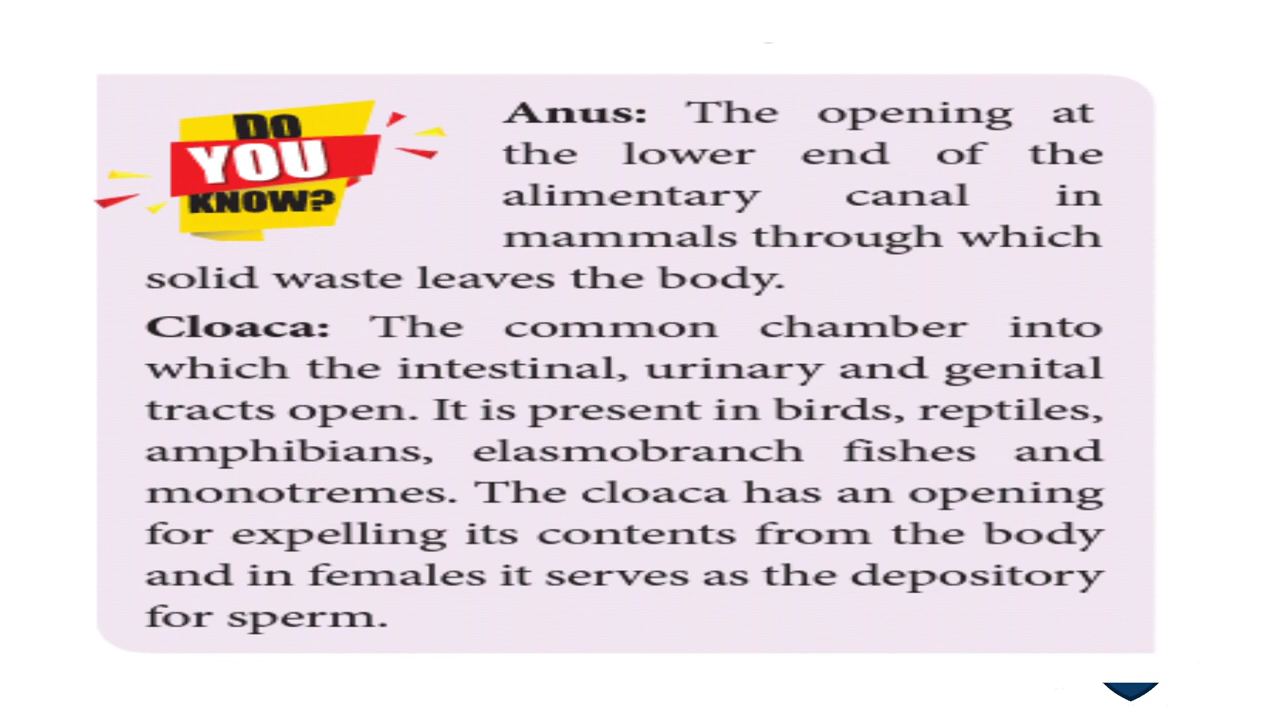 DO
YOU
KNOW?
Anus: The opening at
the lower end of the
alimentary canal in
mammals through which
solid waste leaves the body.
Cloaca: The common chamber into
which the intestinal, urinary and genital
tracts open. It is present in birds, reptiles,
amphibians, elasmobranch fishes and
monotremes. The cloaca has an opening
for expelling its contents from the body
and in females it serves as the depository
for sperm.